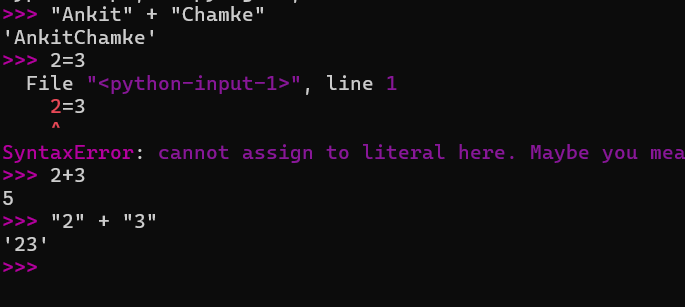 >>> "Ankit" + "Chamke"
'AnkitChamke'
>>> 2=3
  File "<python-input-1>", line 1
    2=3
    ^
SyntaxError: cannot assign to literal here. Maybe you mea
>>> 2+3
5
>>> "2" + "3"
'23'
>>>